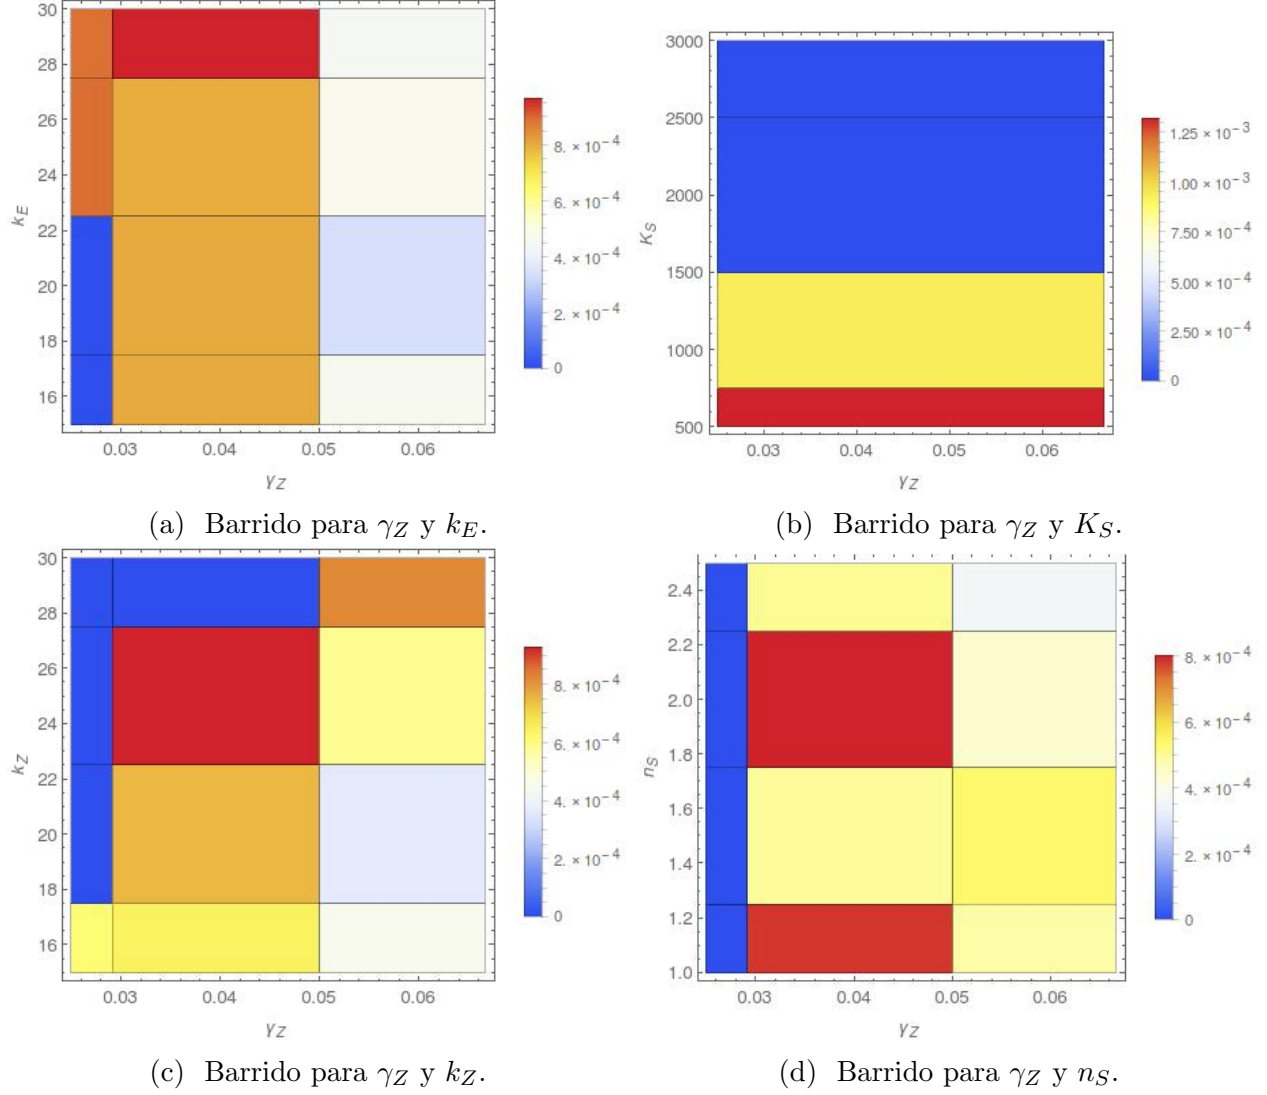 30
28
26
24
22
20
18
16
k_E
0.03 0.04 0.05 0.06
γ_Z
8. × 10^-4
6. × 10^-4
4. × 10^-4
2. × 10^-4
0
(a) Barrido para γ_Z y k_E.
3000
2500
2000
1500
1000
500
K_S
0.03 0.04 0.05 0.06
γ_Z
1.25 × 10^-3
1.00 × 10^-3
7.50 × 10^-4
5.00 × 10^-4
2.50 × 10^-4
0
(b) Barrido para γ_Z y K_S.
30
28
26
24
22
20
18
16
k_Z
0.03 0.04 0.05 0.06
γ_Z
8. × 10^-4
6. × 10^-4
4. × 10^-4
2. × 10^-4
0
(c) Barrido para γ_Z y k_Z.
2.4
2.2
2.0
1.8
1.6
1.4
1.2
1.0
n_S
0.03 0.04 0.05 0.06
γ_Z
8. × 10^-4
6. × 10^-4
4. × 10^-4
2. × 10^-4
0
(d) Barrido para γ_Z y n_S.